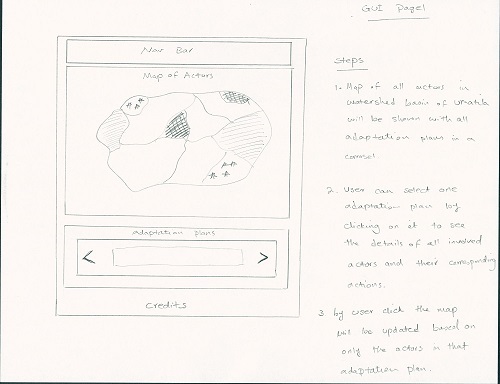 GUI Page1
Nav Bar
Map of Actors
Adaptation plans
<
>
Credits
steps
1. Map of all actors in
watershed basin of Umatila
will be shown with all
adaptation plans in a
carosel
2. User can select one
adaptation plan by
clicking on it to see
the details of all involved
actors and their corresponding
actions.
3. by user click the map
will be updated based on
only the actors in that
adaptation plan.